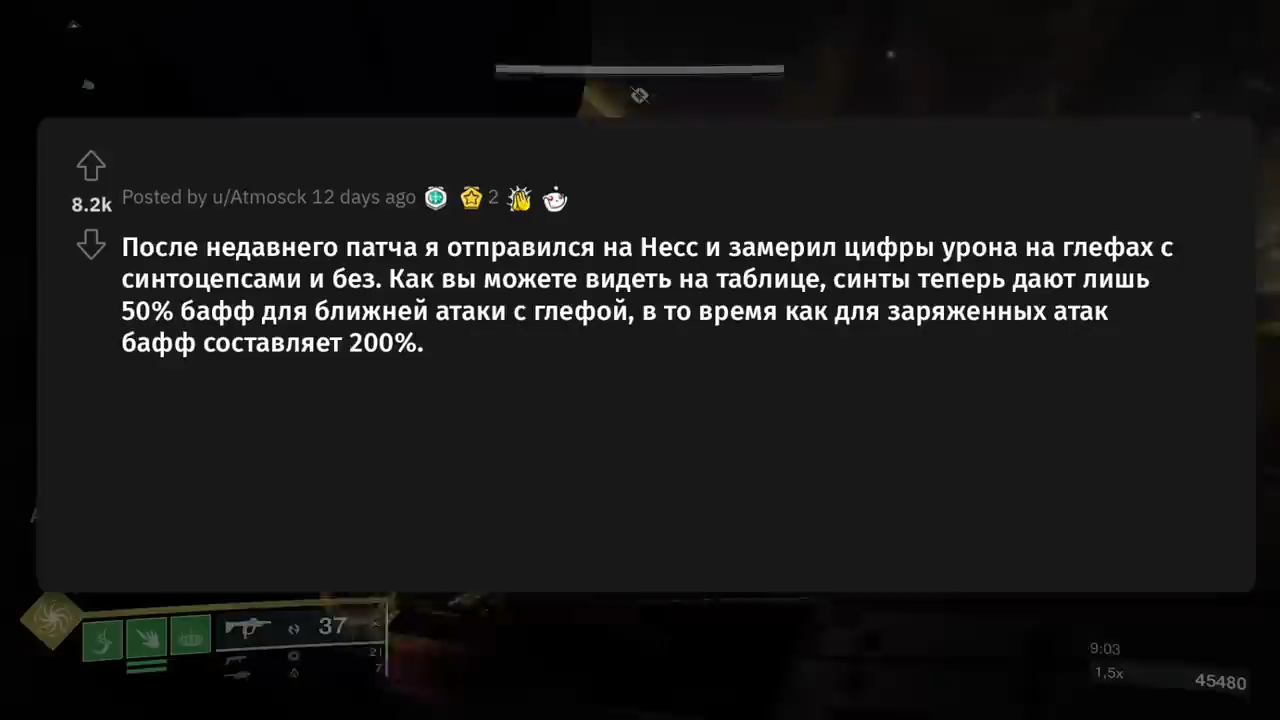 Posted by u/Atmosck 12 days ago 2
8.2k
После недавнего патча я отправился на Несс и замерил цифры урона на глефах с
синтоцепсами и без. Как вы можете видеть на таблице, синты теперь дают лишь
50% бафф для ближней атаки с глефой, в то время как для заряженных атак
бафф составляет 200%.
37
21
7
9:03
1,5x
45480